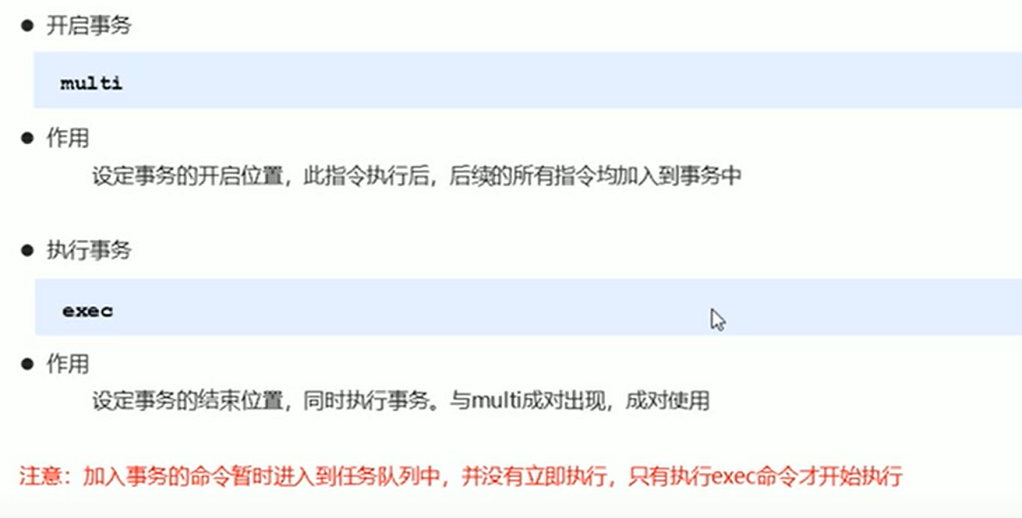 ● 开启事务
multi
● 作用
设定事务的开启位置，此指令执行后，后续的所有指令均加入到事务中
● 执行事务
exec
● 作用
设定事务的结束位置，同时执行事务。与multi成对出现，成对使用
注意：加入事务的命令暂时进入到任务队列中，并没有立即执行，只有执行exec命令才开始执行